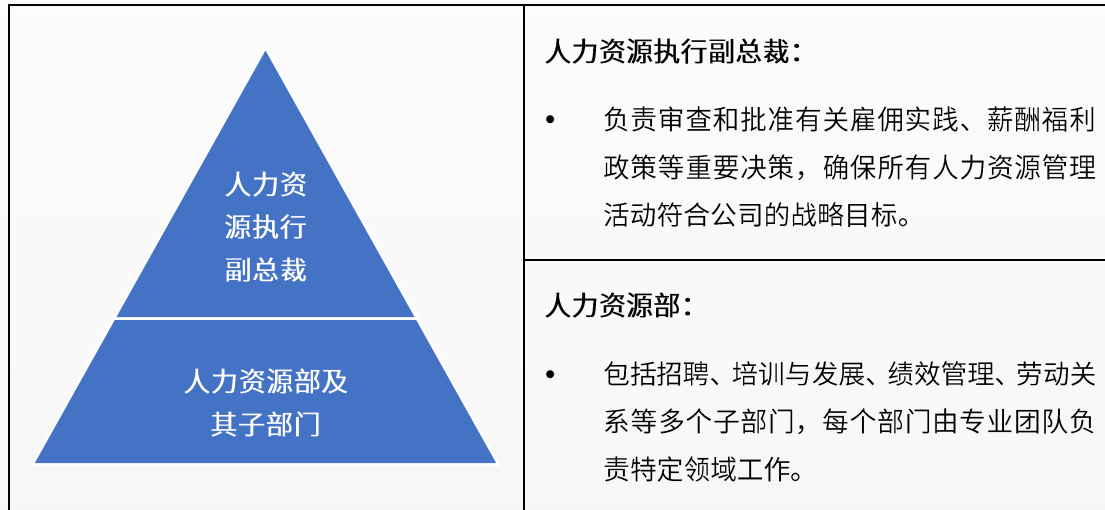 人力资
源执行
副总裁
人力资源部及
其子部门
人力资源执行副总裁：
• 负责审查和批准有关雇佣实践、薪酬福利
政策等重要决策，确保所有人力资源管理
活动符合公司的战略目标。
人力资源部：
• 包括招聘、培训与发展、绩效管理、劳动关
系等多个子部门，每个部门由专业团队负
责特定领域工作。